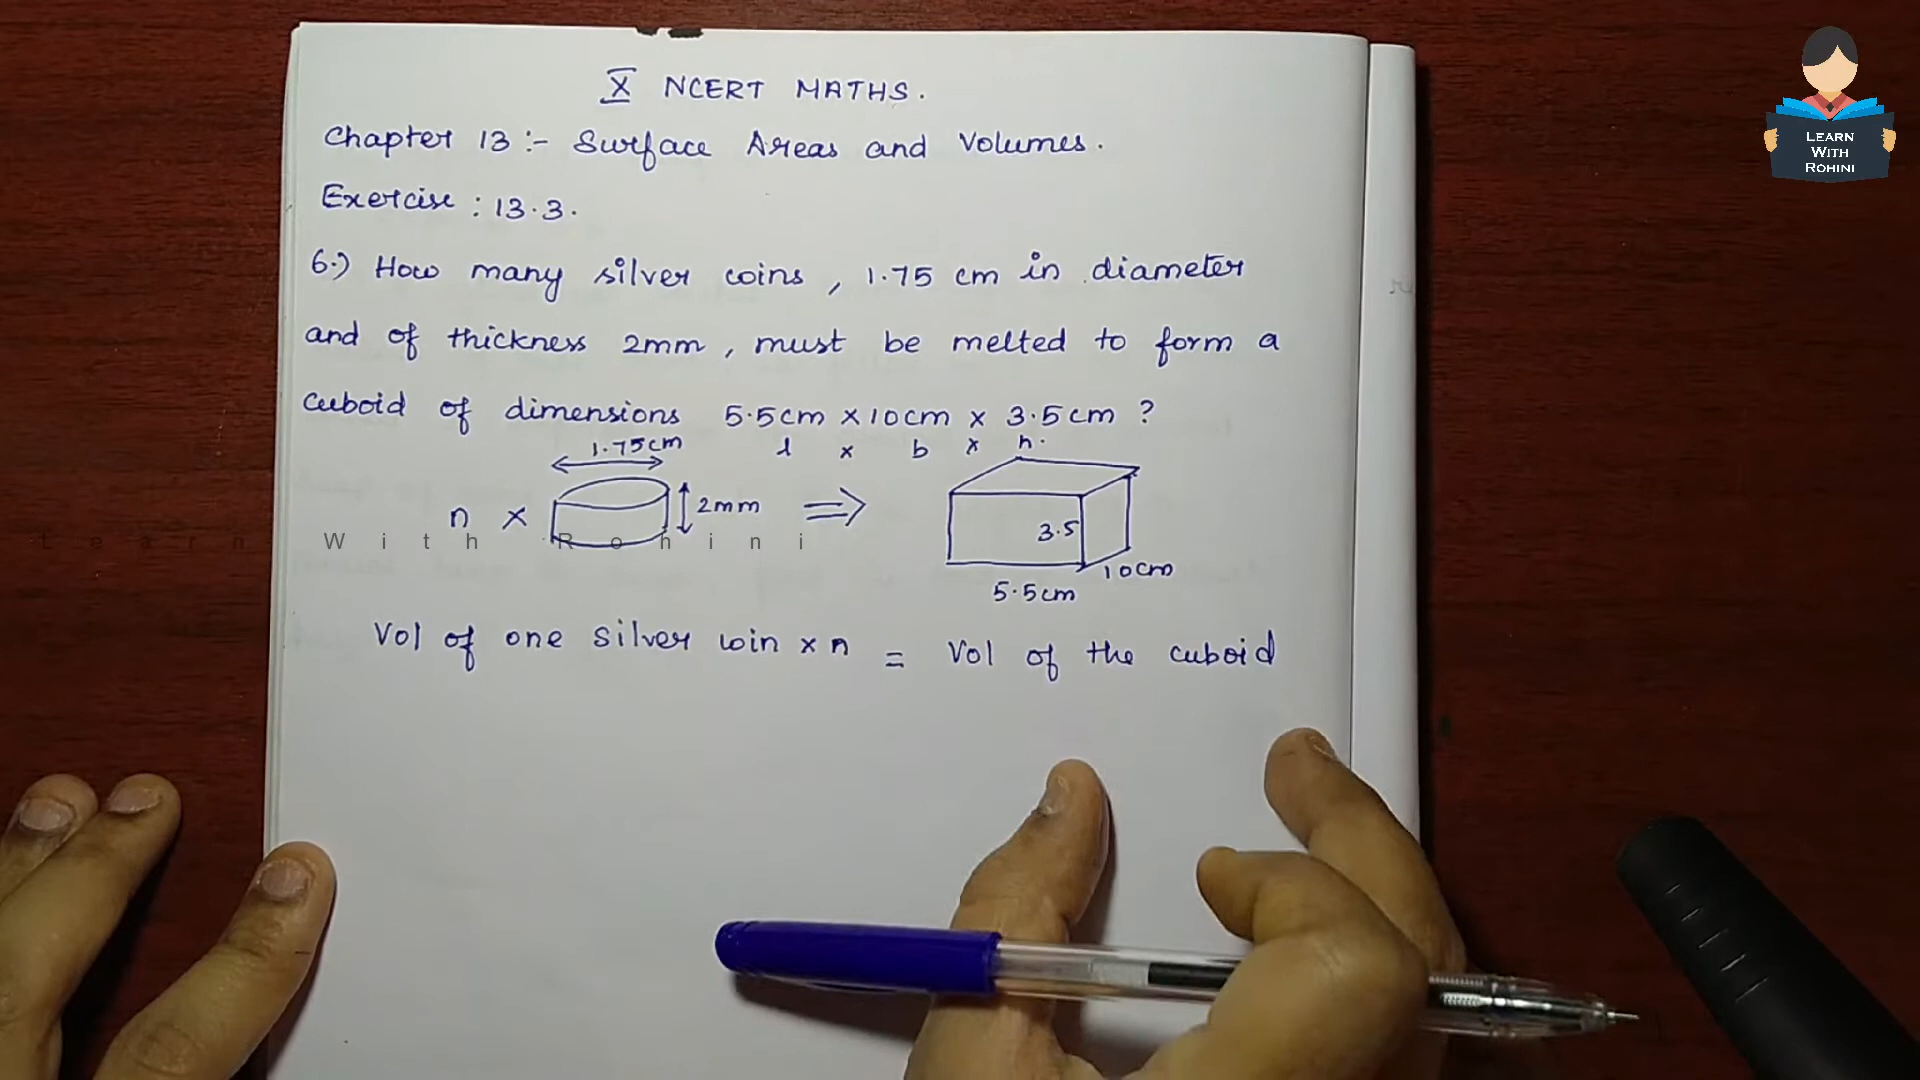 X NCERT MATHS.
Chapter 13 :- Surface Areas and Volumes.
Exercise : 13.3.
6.) How many silver coins, 1.75 cm in diameter
and of thickness 2mm, must be melted to form a
cuboid of dimensions 5.5cm x 10cm x 3.5cm ?
l x b x h.
1.75cm
n x 2mm ⇒ 3.5
10cm
5.5cm
Learn With Rohini
Vol of one silver coin x n = Vol of the cuboid
LEARN
WITH
ROHINI